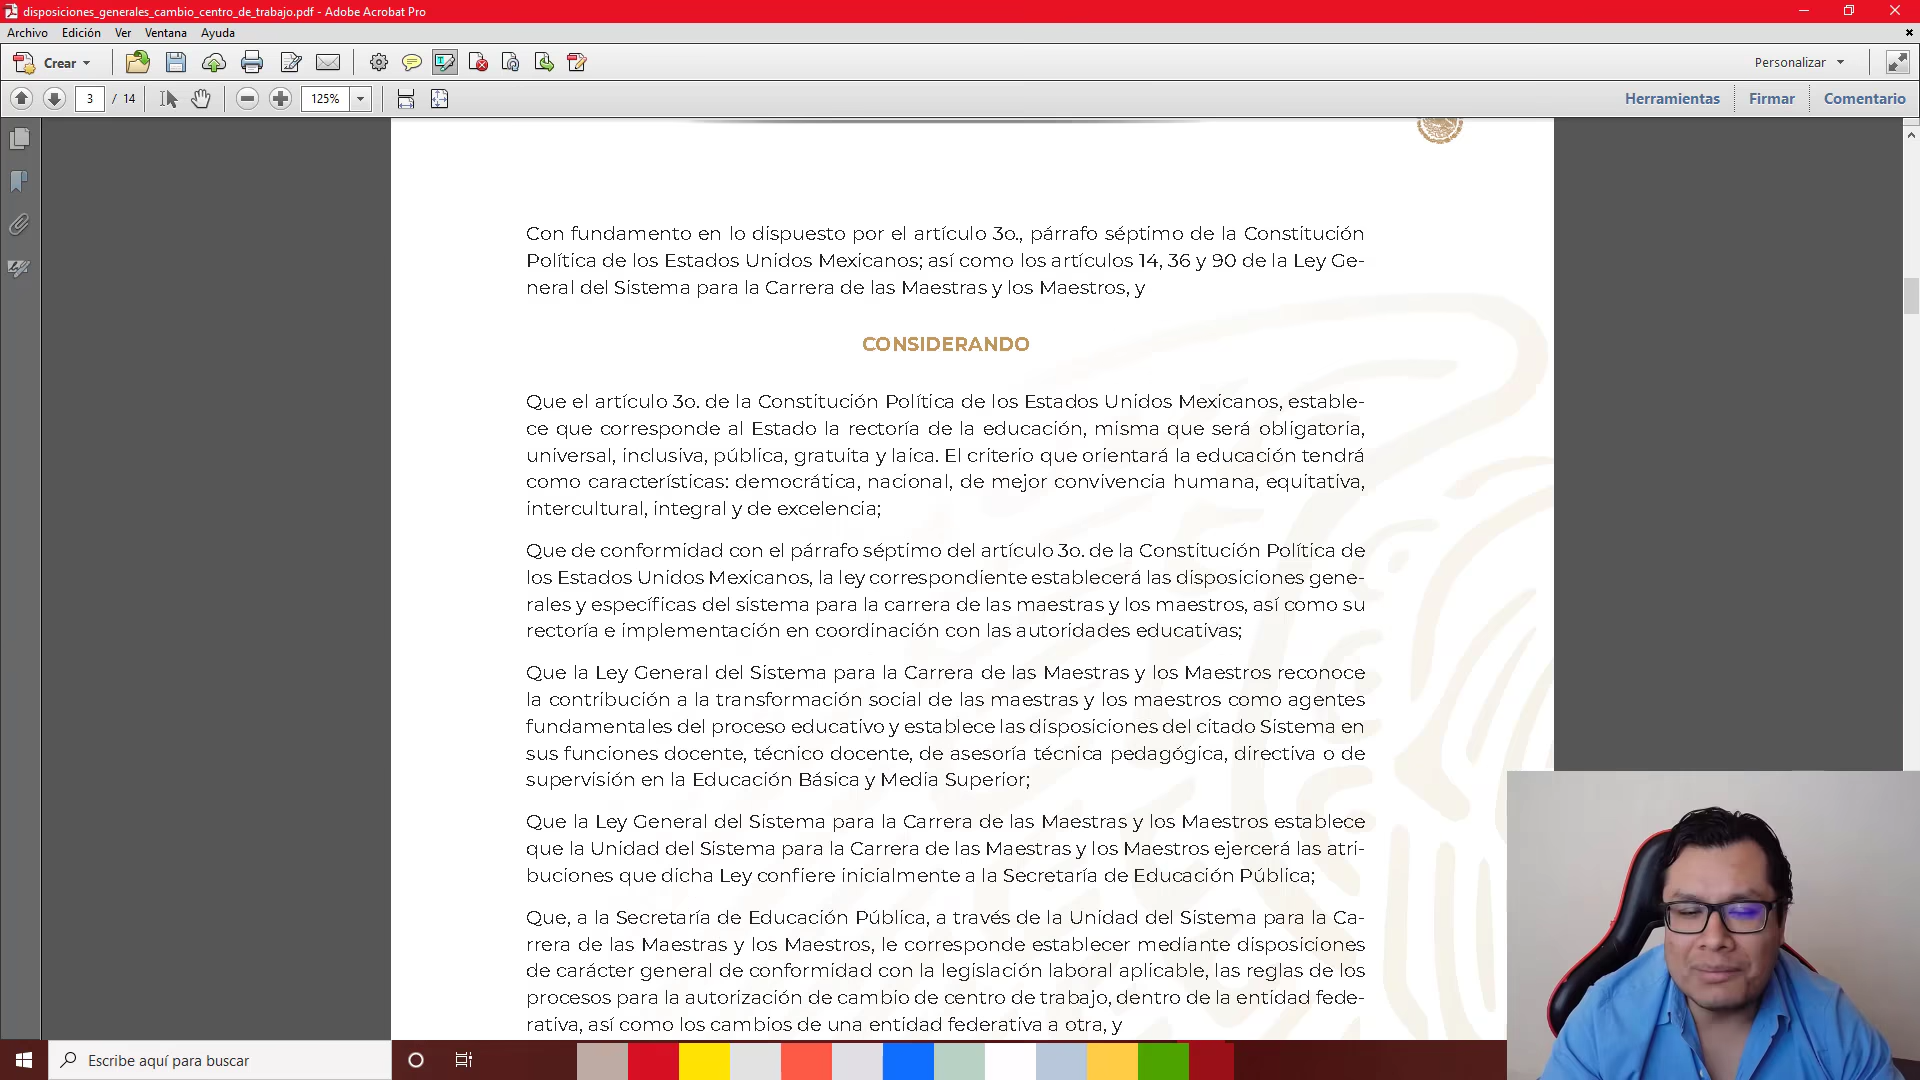 disposiciones_generales_cambio_centro_de_trabajo.pdf - Adobe Acrobat Pro
Archivo Edición Ver Ventana Ayuda
Crear
Personalizar
3 / 14
125%
Herramientas Firmar Comentario
Con fundamento en lo dispuesto por el artículo 3o., párrafo séptimo de la Constitución
Política de los Estados Unidos Mexicanos; así como los artículos 14, 36 y 90 de la Ley Ge-
neral del Sistema para la Carrera de las Maestras y los Maestros, y
CONSIDERANDO
Que el artículo 3o. de la Constitución Política de los Estados Unidos Mexicanos, estable-
ce que corresponde al Estado la rectoría de la educación, misma que será obligatoria,
universal, inclusiva, pública, gratuita y laica. El criterio que orientará la educación tendrá
como características: democrática, nacional, de mejor convivencia humana, equitativa,
intercultural, integral y de excelencia;
Que de conformidad con el párrafo séptimo del artículo 3o. de la Constitución Política de
los Estados Unidos Mexicanos, la ley correspondiente establecerá las disposiciones gene-
rales y específicas del sistema para la carrera de las maestras y los maestros, así como su
rectoría e implementación en coordinación con las autoridades educativas;
Que la Ley General del Sistema para la Carrera de las Maestras y los Maestros reconoce
la contribución a la transformación social de las maestras y los maestros como agentes
fundamentales del proceso educativo y establece las disposiciones del citado Sistema en
sus funciones docente, técnico docente, de asesoría técnica pedagógica, directiva o de
supervisión en la Educación Básica y Media Superior;
Que la Ley General del Sistema para la Carrera de las Maestras y los Maestros establece
que la Unidad del Sistema para la Carrera de las Maestras y los Maestros ejercerá las atri-
buciones que dicha Ley confiere inicialmente a la Secretaría de Educación Pública;
Que, a la Secretaría de Educación Pública, a través de la Unidad del Sistema para la Ca-
rrera de las Maestras y los Maestros, le corresponde establecer mediante disposiciones
de carácter general de conformidad con la legislación laboral aplicable, las reglas de los
procesos para la autorización de cambio de centro de trabajo, dentro de la entidad fede-
rativa, así como los cambios de una entidad federativa a otra, y
Escribe aquí para buscar